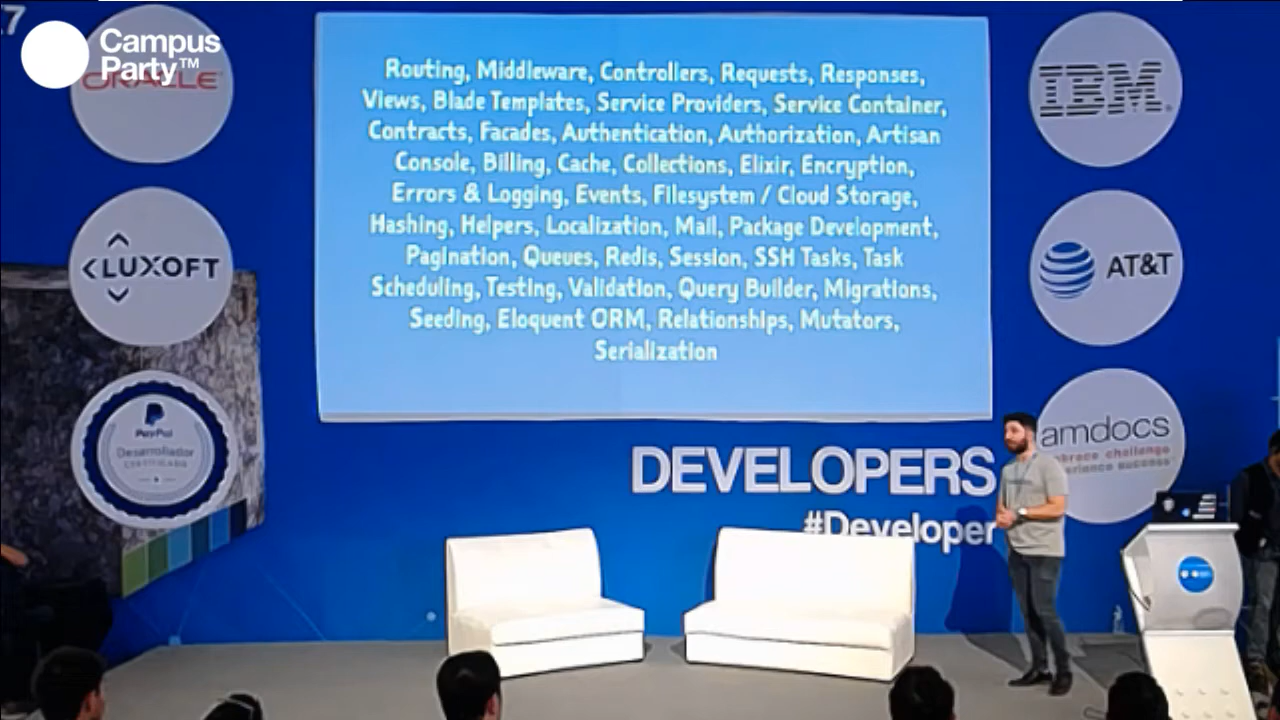 Campus
Party™
ORACLE
Routing, Middleware, Controllers, Requests, Responses,
Views, Blade Templates, Service Providers, Service Container,
Contracts, Facades, Authentication, Authorization, Artisan
Console, Billing, Cache, Collections, Elixir, Encryption,
Errors & Logging, Events, Filesystem / Cloud Storage,
Hashing, Helpers, Localization, Mail, Package Development,
Pagination, Queues, Redis, Session, SSH Tasks, Task
Scheduling, Testing, Validation, Query Builder, Migrations,
Seeding, Eloquent ORM, Relationships, Mutators,
Serialization
IBM
LUXOFT
AT&T
PayPal
Desarrollador
CERTIFICADO
amdocs
challenge
success
DEVELOPERS
#Developer